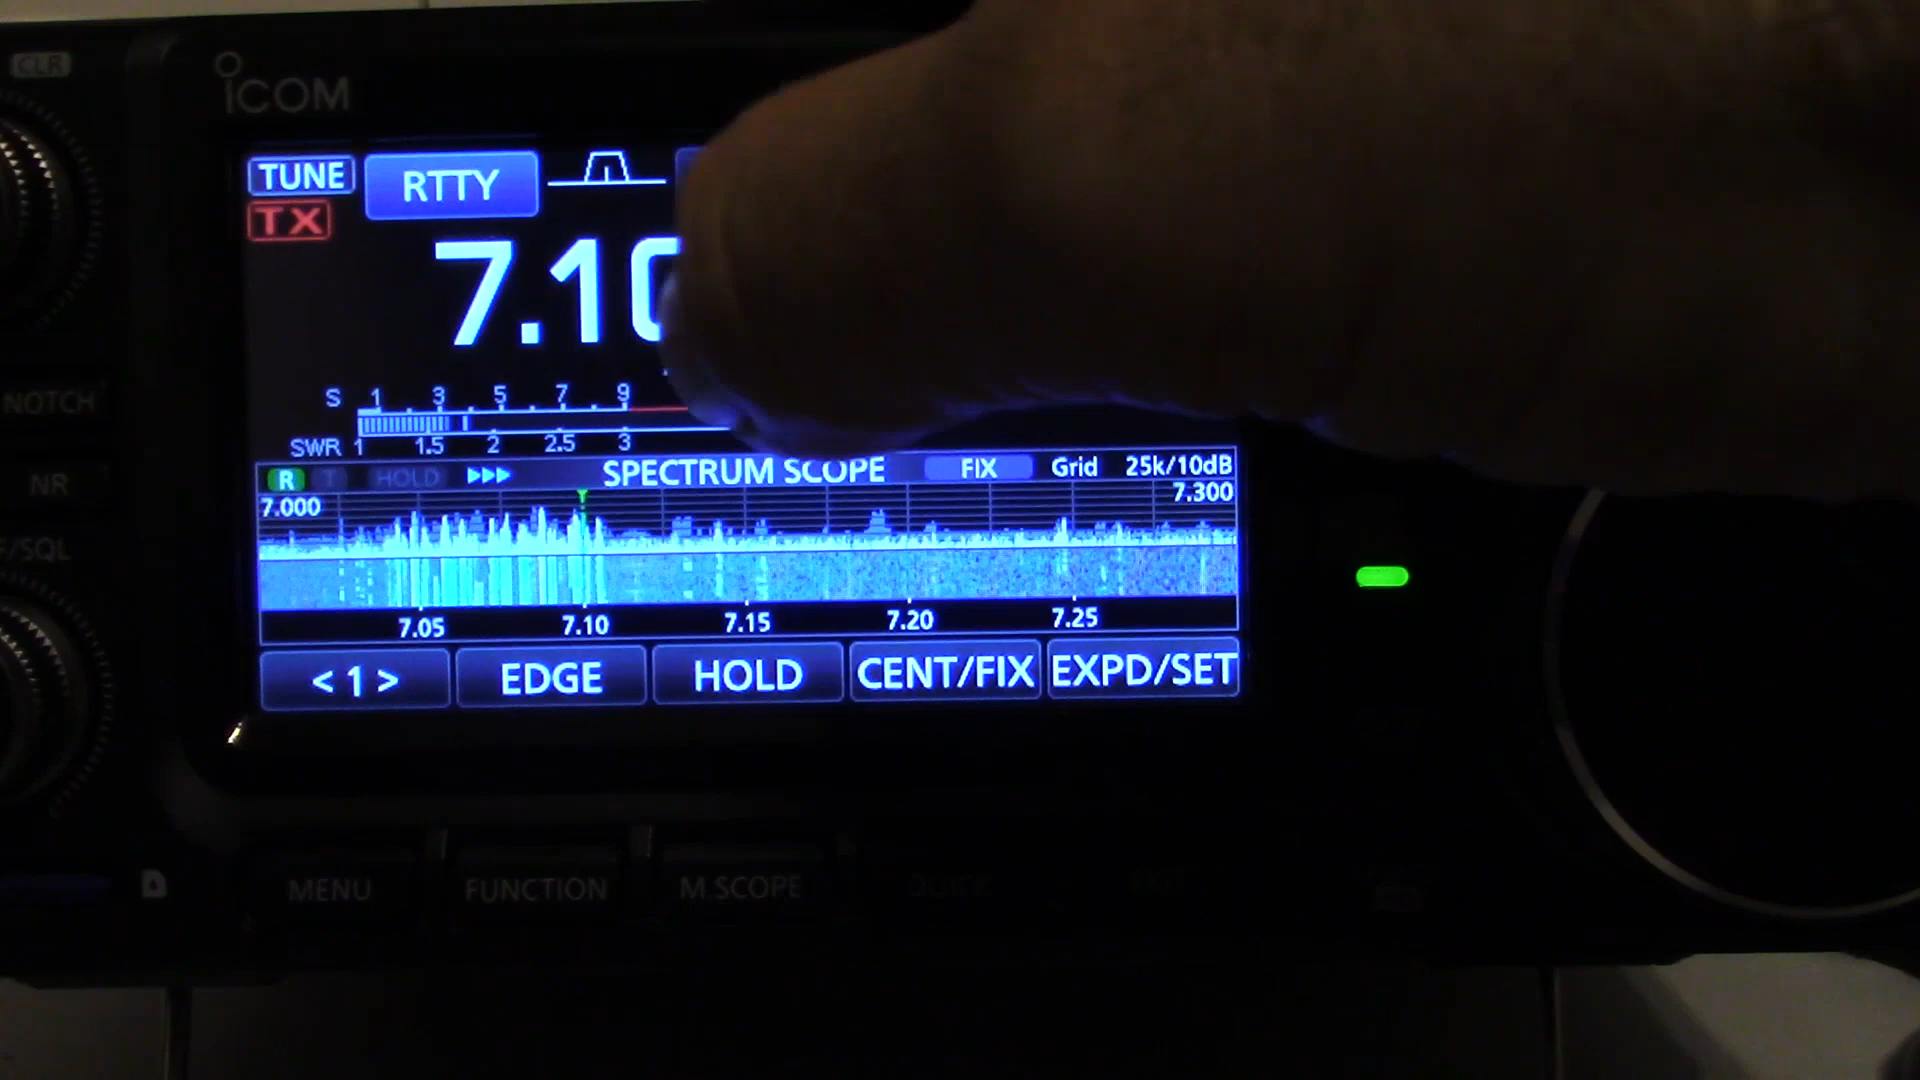 CLR
ICOM
TUNE RTTY
TX
7.10
S 1 3 5 7 9
NOTCH
SWR 1 1.5 2 2.5 3
R T HOLD SPECTRUM SCOPE FIX Grid 25k/10dB
NR
7.000 7.300
F/SQL
7.05 7.10 7.15 7.20 7.25
< 1 > EDGE HOLD CENT/FIX EXPD/SET
MENU FUNCTION M.SCOPE QUICK